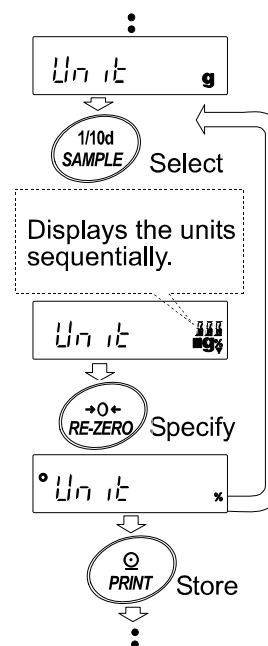 Unit g
1/10d
SAMPLE Select
Displays the units
sequentially.
Unit g%
→0←
RE-ZERO Specify
Unit %
PRINT Store